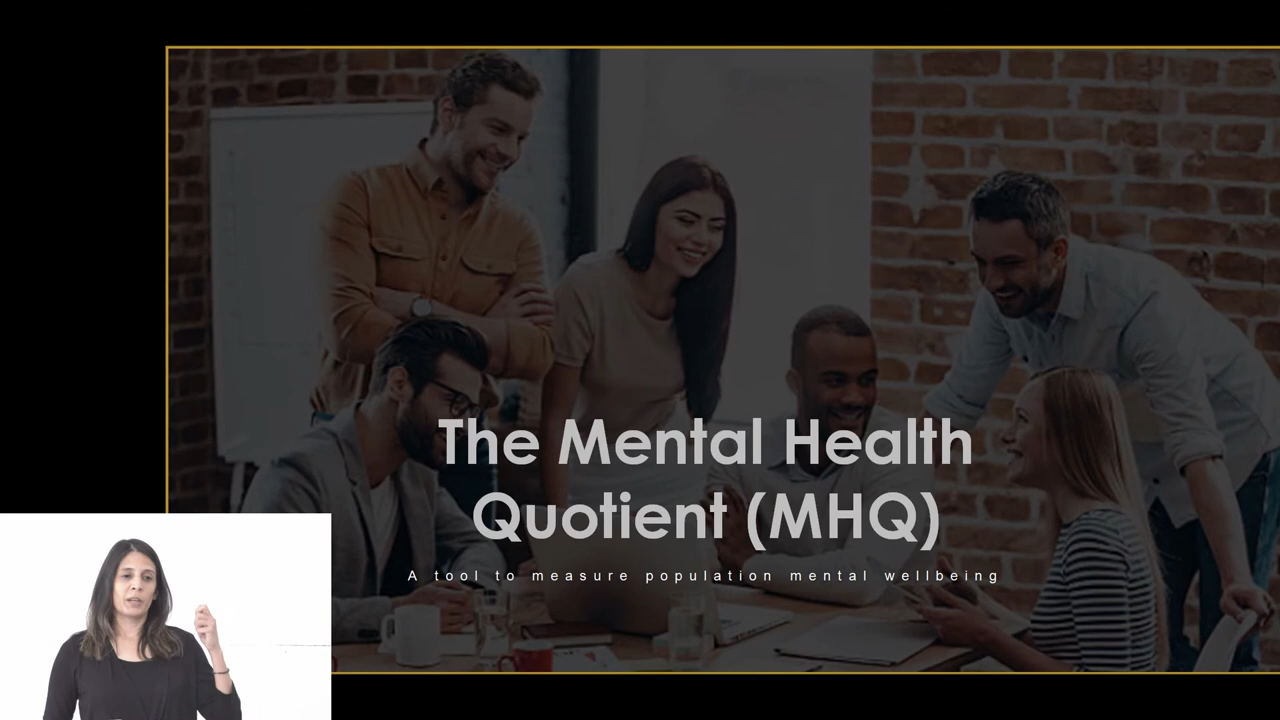 The Mental Health
Quotient (MHQ)
A tool to measure population mental wellbeing